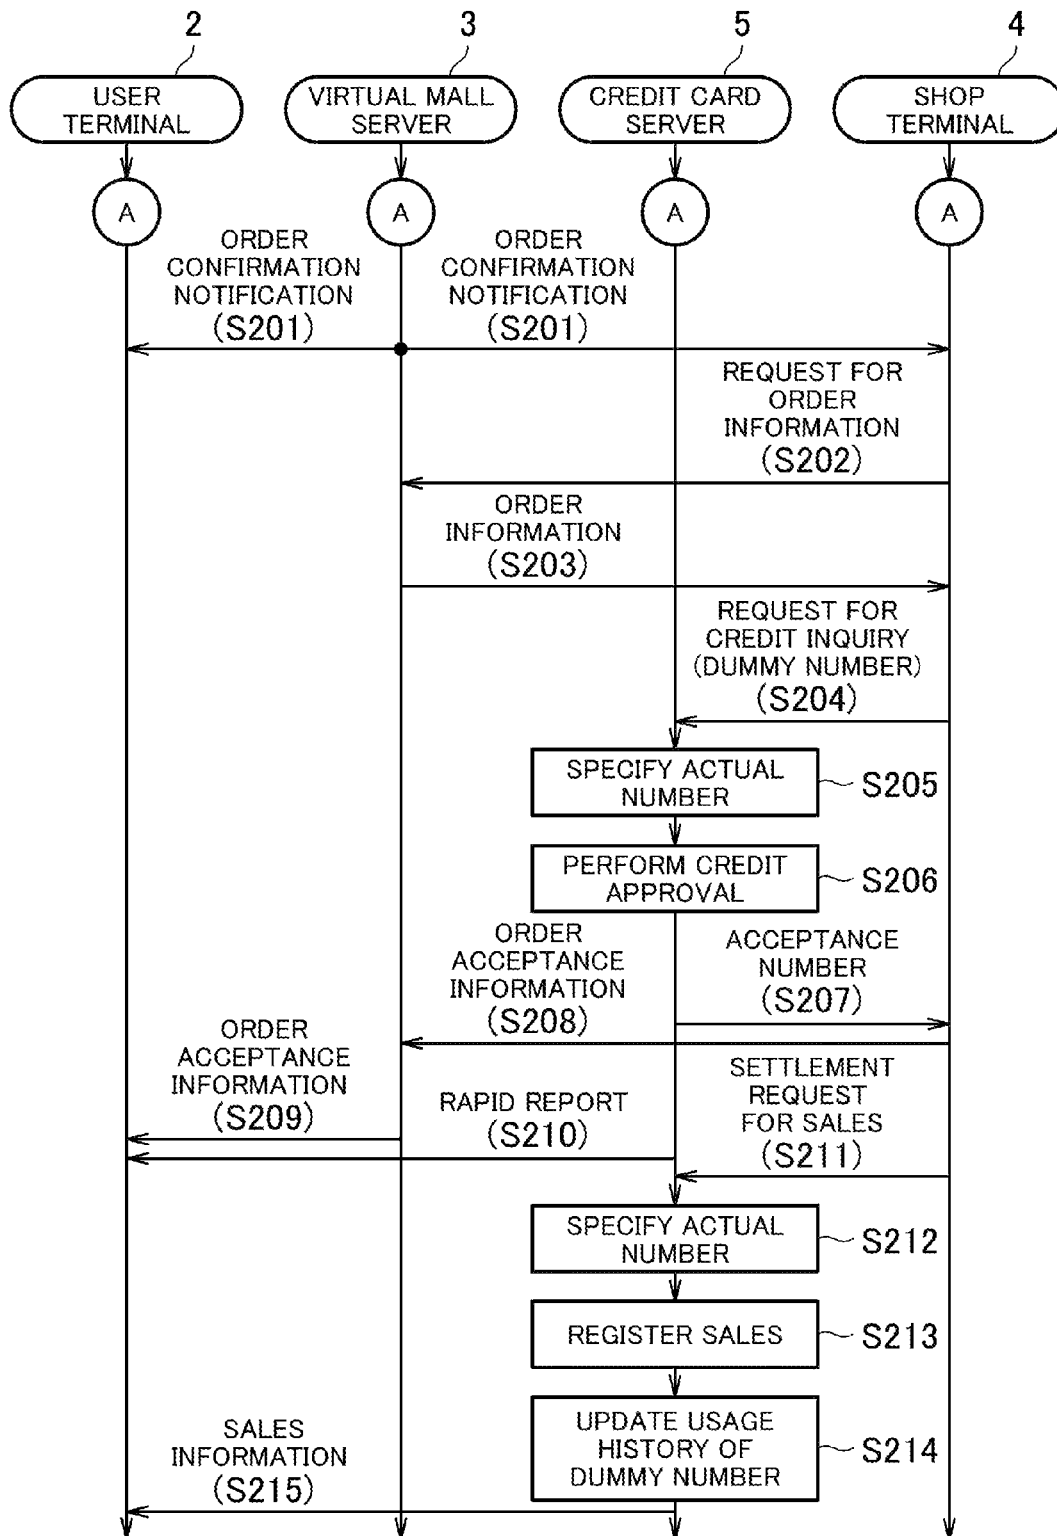 2
3
5
4
USER
TERMINAL
VIRTUAL MALL
SERVER
CREDIT CARD
SERVER
SHOP
TERMINAL
A
A
A
A
ORDER
CONFIRMATION
NOTIFICATION
(S201)
ORDER
CONFIRMATION
NOTIFICATION
(S201)
REQUEST FOR
ORDER
INFORMATION
(S202)
ORDER
INFORMATION
(S203)
REQUEST FOR
CREDIT INQUIRY
(DUMMY NUMBER)
(S204)
SPECIFY ACTUAL
NUMBER
S205
PERFORM CREDIT
APPROVAL
S206
ORDER
ACCEPTANCE
INFORMATION
(S208)
ACCEPTANCE
NUMBER
(S207)
ORDER
ACCEPTANCE
INFORMATION
(S209)
RAPID REPORT
(S210)
SETTLEMENT
REQUEST
FOR SALES
(S211)
SPECIFY ACTUAL
NUMBER
S212
REGISTER SALES
S213
UPDATE USAGE
HISTORY OF
DUMMY NUMBER
S214
SALES
INFORMATION
(S215)